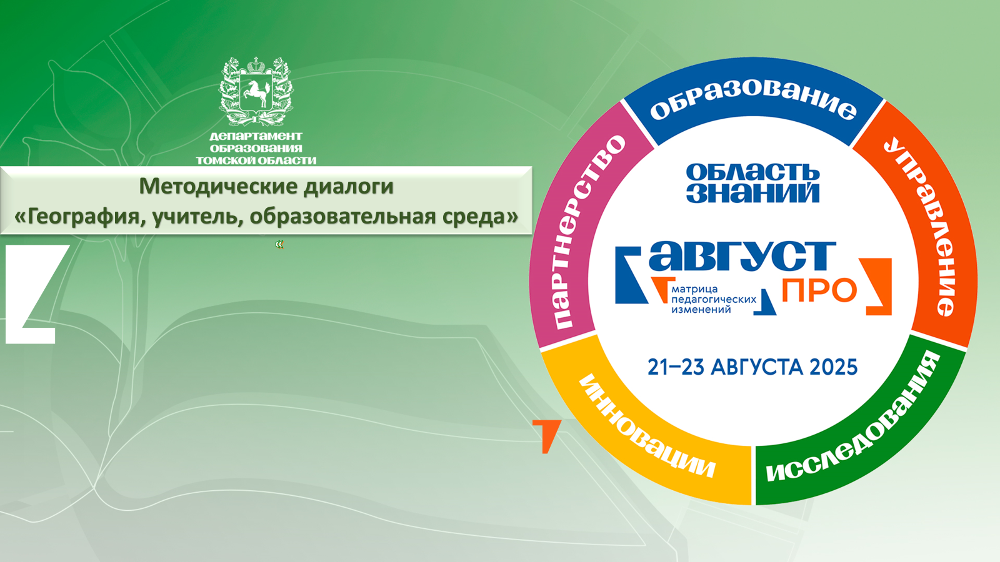 ДЕПАРТАМЕНТ
ОБРАЗОВАНИЯ
ТОМСКОЙ ОБЛАСТИ
Методические диалоги
«География, учитель, образовательная среда»
«
ОБРАЗОВАНИЕ
УПРАВЛЕНИЕ
ИССЛЕДОВАНИЯ
ИННОВАЦИИ
ПАРТНЕРСТВО
ОБЛАСТЬ
ЗНАНИЙ
АВГУСТ
ПРО
матрица
педагогических
изменений
21–23 АВГУСТА 2025